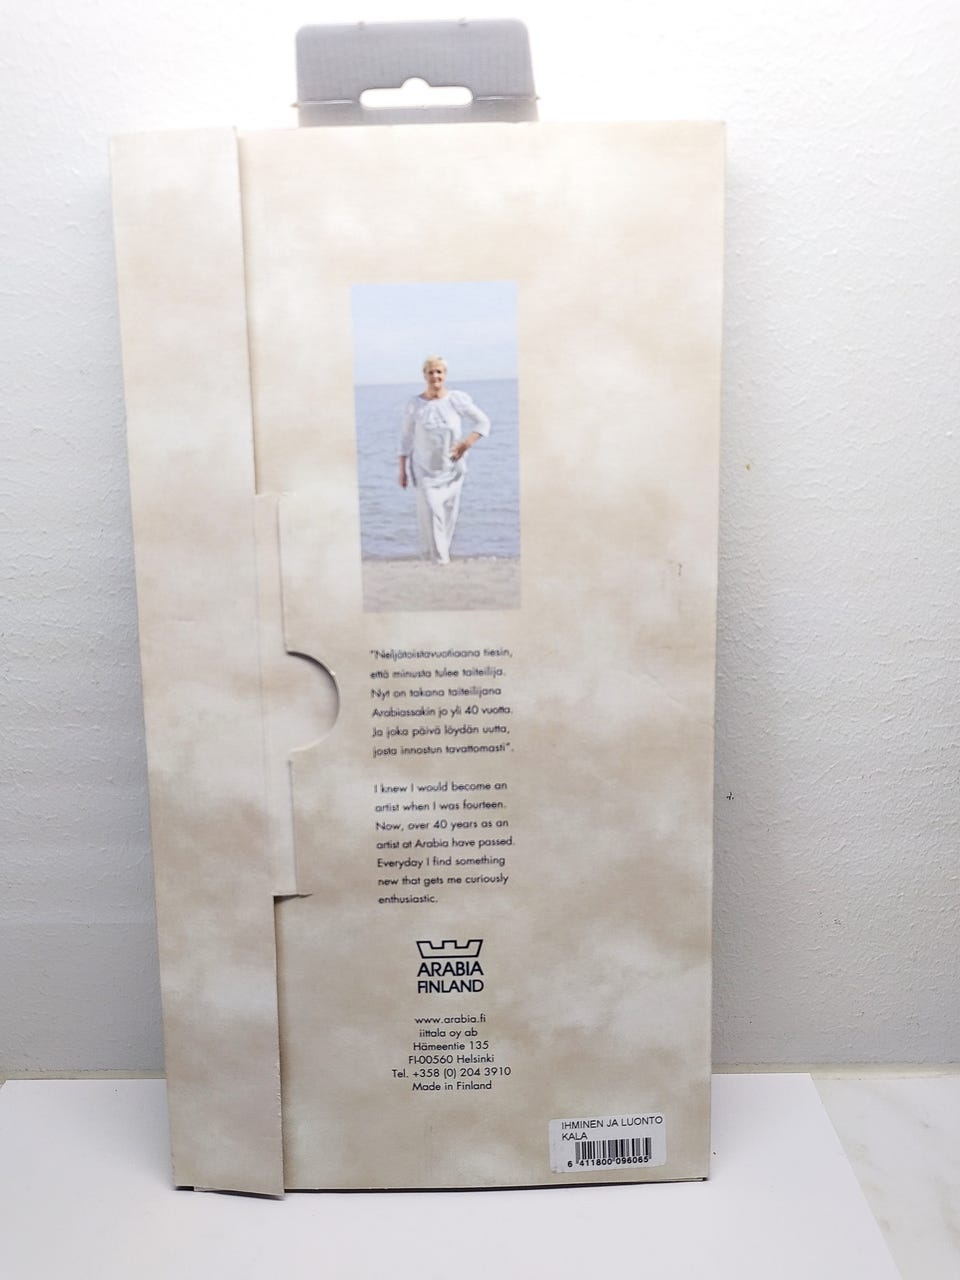 "Neljätoistavuotiaana tiesin,
että minusta tulee taiteilija.
Nyt on takana taiteilijana
Arabiassakin jo yli 40 vuotta.
Ja joka päivä löydän uutta,
josta innostun tavattomasti".
I knew I would become an
artist when I was fourteen.
Now, over 40 years as an
artist at Arabia have passed.
Everyday I find something
new that gets me curiously
enthusiastic.
ARABIA
FINLAND
www.arabia.fi
iittala oy ab
Hämeentie 135
FI-00560 Helsinki
Tel. +358 (0) 204 3910
Made in Finland
IHMINEN JA LUONTO
KALA
6 411800 096065